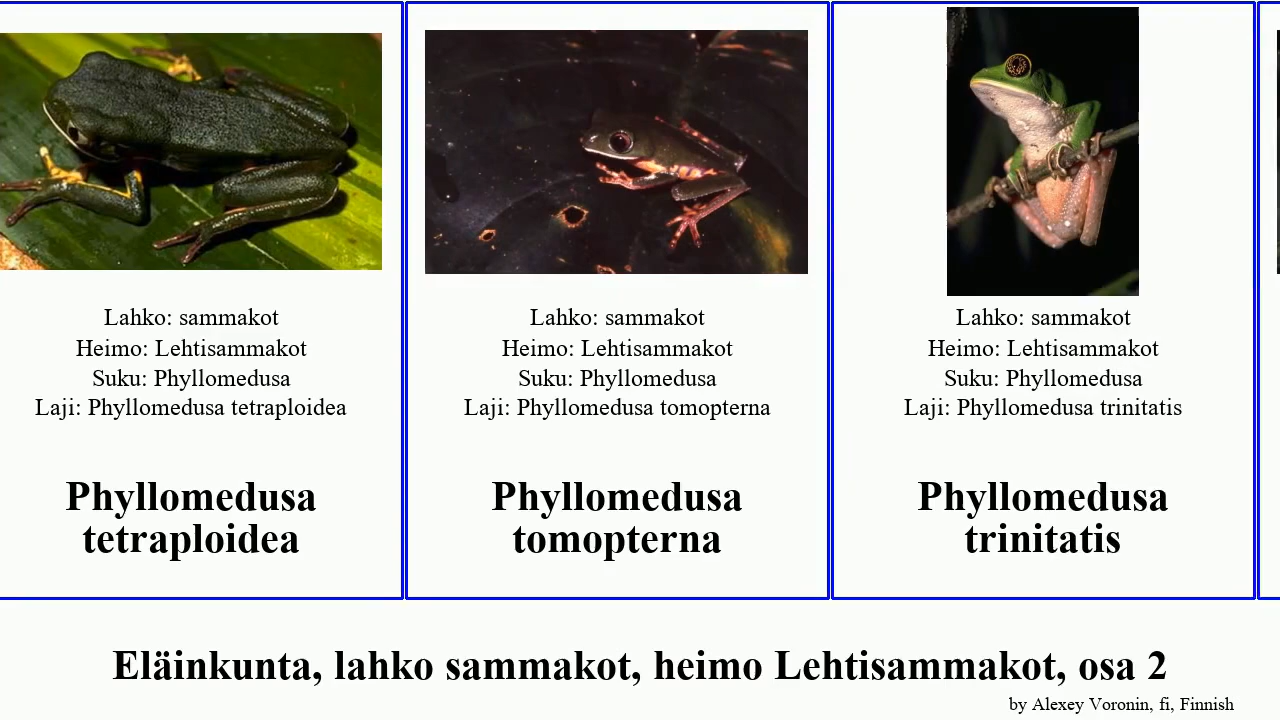 Lahko: sammakot
Heimo: Lehtisammakot
Suku: Phyllomedusa
Laji: Phyllomedusa tetraploidea
Phyllomedusa
tetraploidea
Lahko: sammakot
Heimo: Lehtisammakot
Suku: Phyllomedusa
Laji: Phyllomedusa tomopterna
Phyllomedusa
tomopterna
Lahko: sammakot
Heimo: Lehtisammakot
Suku: Phyllomedusa
Laji: Phyllomedusa trinitatis
Phyllomedusa
trinitatis
Eläinkunta, lahko sammakot, heimo Lehtisammakot, osa 2
by Alexey Voronin, fi, Finnish